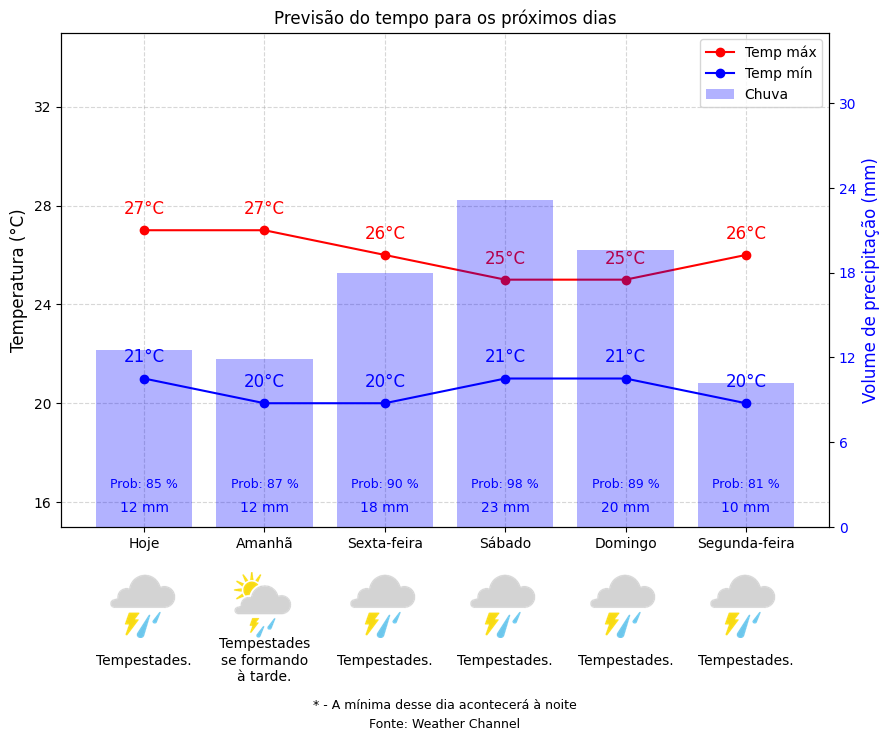 Previsão do tempo para os próximos dias
Temp máx
Temp mín
Chuva
Temperatura (°C)
32
28
24
20
16
Volume de precipitação (mm)
30
24
18
12
6
0
27°C
27°C
26°C
25°C
25°C
26°C
21°C
20°C
20°C
21°C
21°C
20°C
Prob: 85 %
Prob: 87 %
Prob: 90 %
Prob: 98 %
Prob: 89 %
Prob: 81 %
12 mm
12 mm
18 mm
23 mm
20 mm
10 mm
Hoje
Amanhã
Sexta-feira
Sábado
Domingo
Segunda-feira
Tempestades.
Tempestades
se formando
à tarde.
Tempestades.
Tempestades.
Tempestades.
Tempestades.
* - A mínima desse dia acontecerá à noite
Fonte: Weather Channel